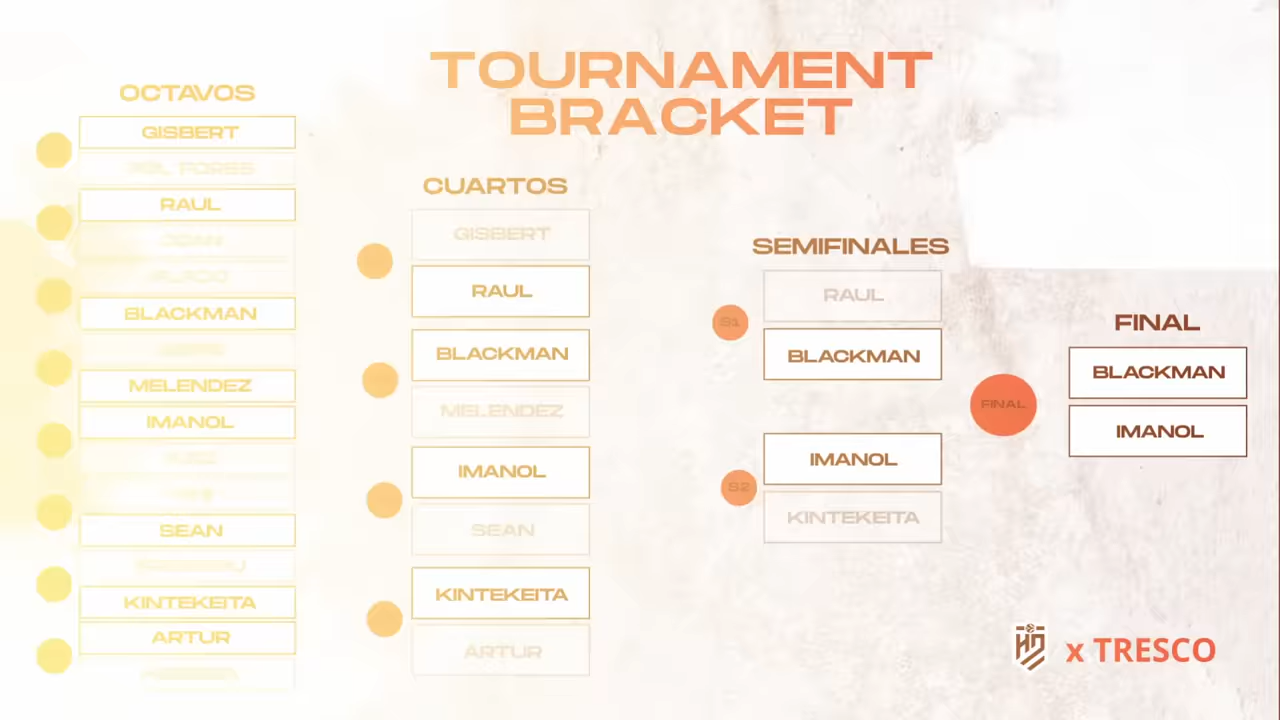 TOURNAMENT
BRACKET
OCTAVOS
GISBERT
RAUL
BLACKMAN
MELENDEZ
IMANOL
SEAN
KINTEKEITA
ARTUR
CUARTOS
GISBERT
RAUL
BLACKMAN
MELENDEZ
IMANOL
SEAN
KINTEKEITA
ARTUR
SEMIFINALES
S1
RAUL
BLACKMAN
S2
IMANOL
KINTEKEITA
FINAL
FINAL
BLACKMAN
IMANOL
x TRESCO